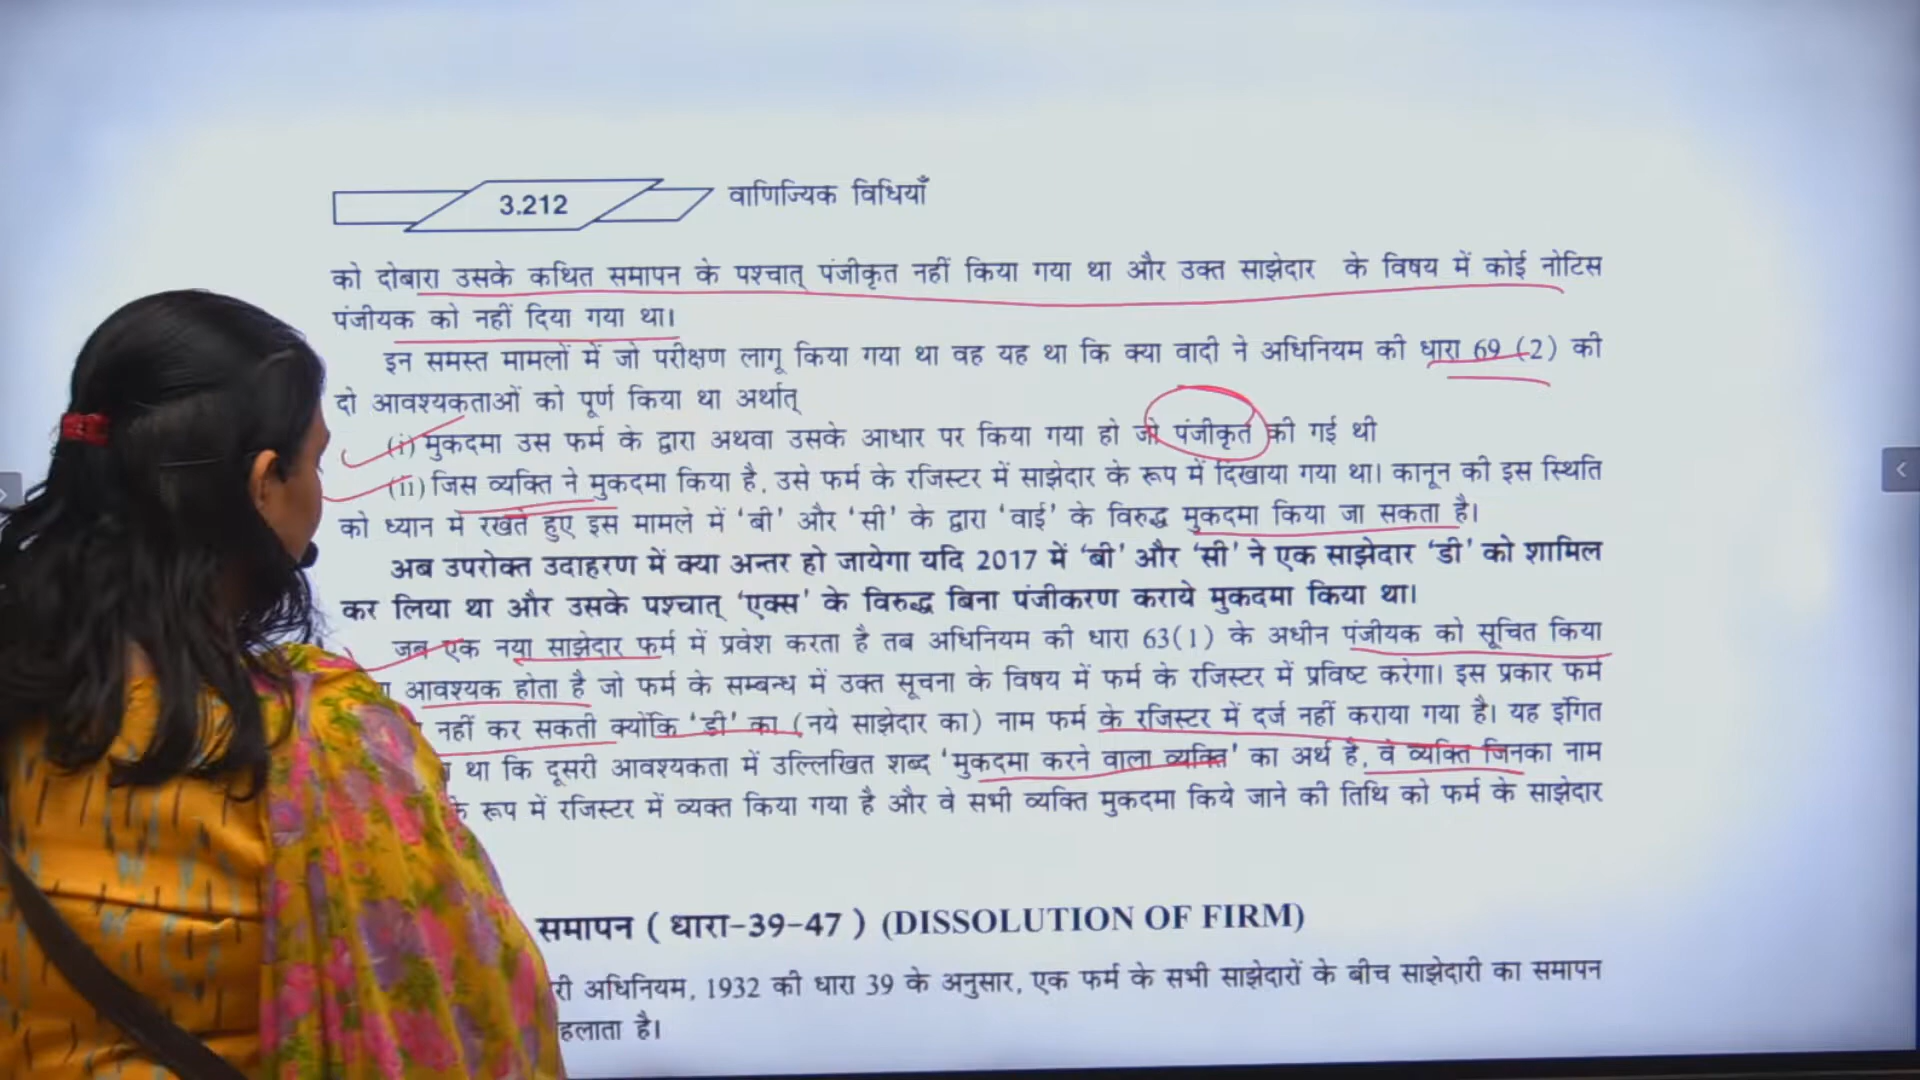 3.212 वाणिज्यिक विधियाँ
को दोबारा उसके कथित समापन के पश्चात् पंजीकृत नहीं किया गया था और उक्त साझेदार के विषय में कोई नोटिस
पंजीयक को नहीं दिया गया था।
इन समस्त मामलों में जो परीक्षण लागू किया गया था वह यह था कि क्या वादी ने अधिनियम की धारा 69 (2) की
दो आवश्यकताओं को पूर्ण किया था अर्थात्
(i) मुकदमा उस फर्म के द्वारा अथवा उसके आधार पर किया गया हो जो पंजीकृत की गई थी
(ii) जिस व्यक्ति ने मुकदमा किया है, उसे फर्म के रजिस्टर में साझेदार के रूप में दिखाया गया था। कानून की इस स्थिति
को ध्यान में रखते हुए इस मामले में ‘बी’ और ‘सी’ के द्वारा ‘वाई’ के विरुद्ध मुकदमा किया जा सकता है।
अब उपरोक्त उदाहरण में क्या अन्तर हो जायेगा यदि 2017 में ‘बी’ और ‘सी’ ने एक साझेदार ‘डी’ को शामिल
कर लिया था और उसके पश्चात् ‘एक्स’ के विरुद्ध बिना पंजीकरण कराये मुकदमा किया था।
जब एक नया साझेदार फर्म में प्रवेश करता है तब अधिनियम की धारा 63(1) के अधीन पंजीयक को सूचित किया
आवश्यक होता है जो फर्म के सम्बन्ध में उक्त सूचना के विषय में फर्म के रजिस्टर में प्रविष्ट करेगा। इस प्रकार फर्म
नहीं कर सकती क्योंकि ‘डी’ का (नये साझेदार का) नाम फर्म के रजिस्टर में दर्ज नहीं कराया गया है। यह इंगित
था कि दूसरी आवश्यकता में उल्लिखित शब्द ‘मुकदमा करने वाला व्यक्ति’ का अर्थ है, वे व्यक्ति जिनका नाम
के रूप में रजिस्टर में व्यक्त किया गया है और वे सभी व्यक्ति मुकदमा किये जाने की तिथि को फर्म के साझेदार
समापन ( धारा-39-47 ) (DISSOLUTION OF FIRM)
अधिनियम, 1932 की धारा 39 के अनुसार, एक फर्म के सभी साझेदारों के बीच साझेदारी का समापन
है।